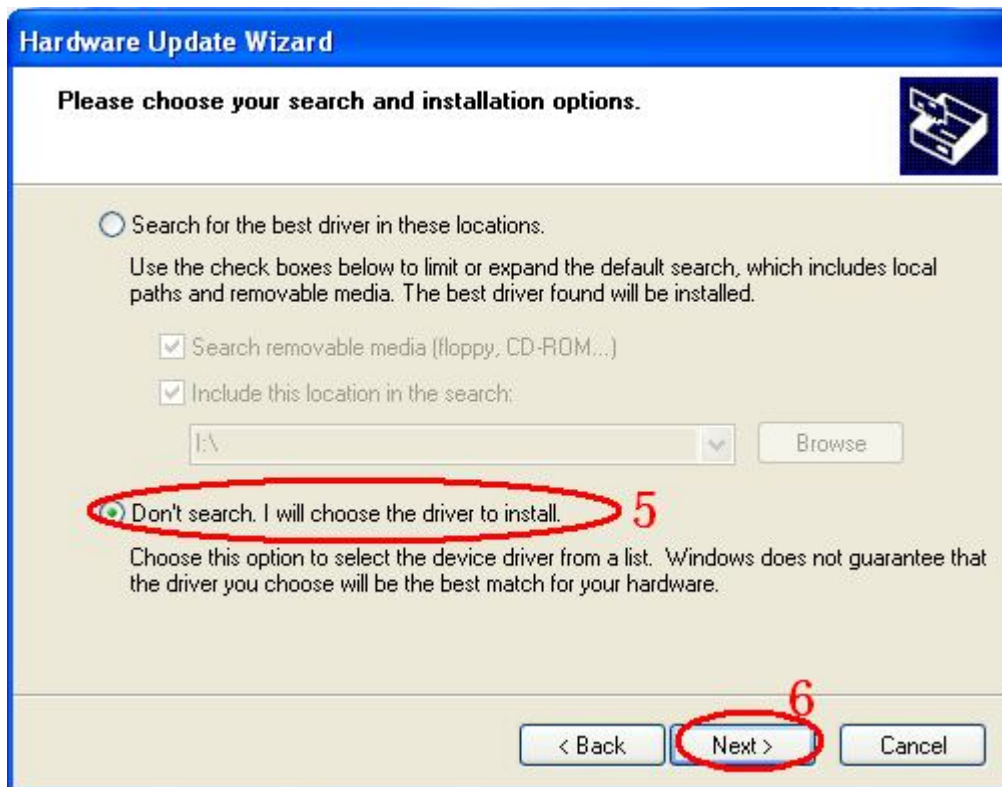 Hardware Update Wizard
Please choose your search and installation options.
Search for the best driver in these locations.
Use the check boxes below to limit or expand the default search, which includes local
paths and removable media. The best driver found will be installed.
Search removable media (floppy, CD-ROM...)
Include this location in the search:
I:\
Browse
Don't search. I will choose the driver to install.
5
Choose this option to select the device driver from a list. Windows does not guarantee that
the driver you choose will be the best match for your hardware.
6
< Back
Next >
Cancel